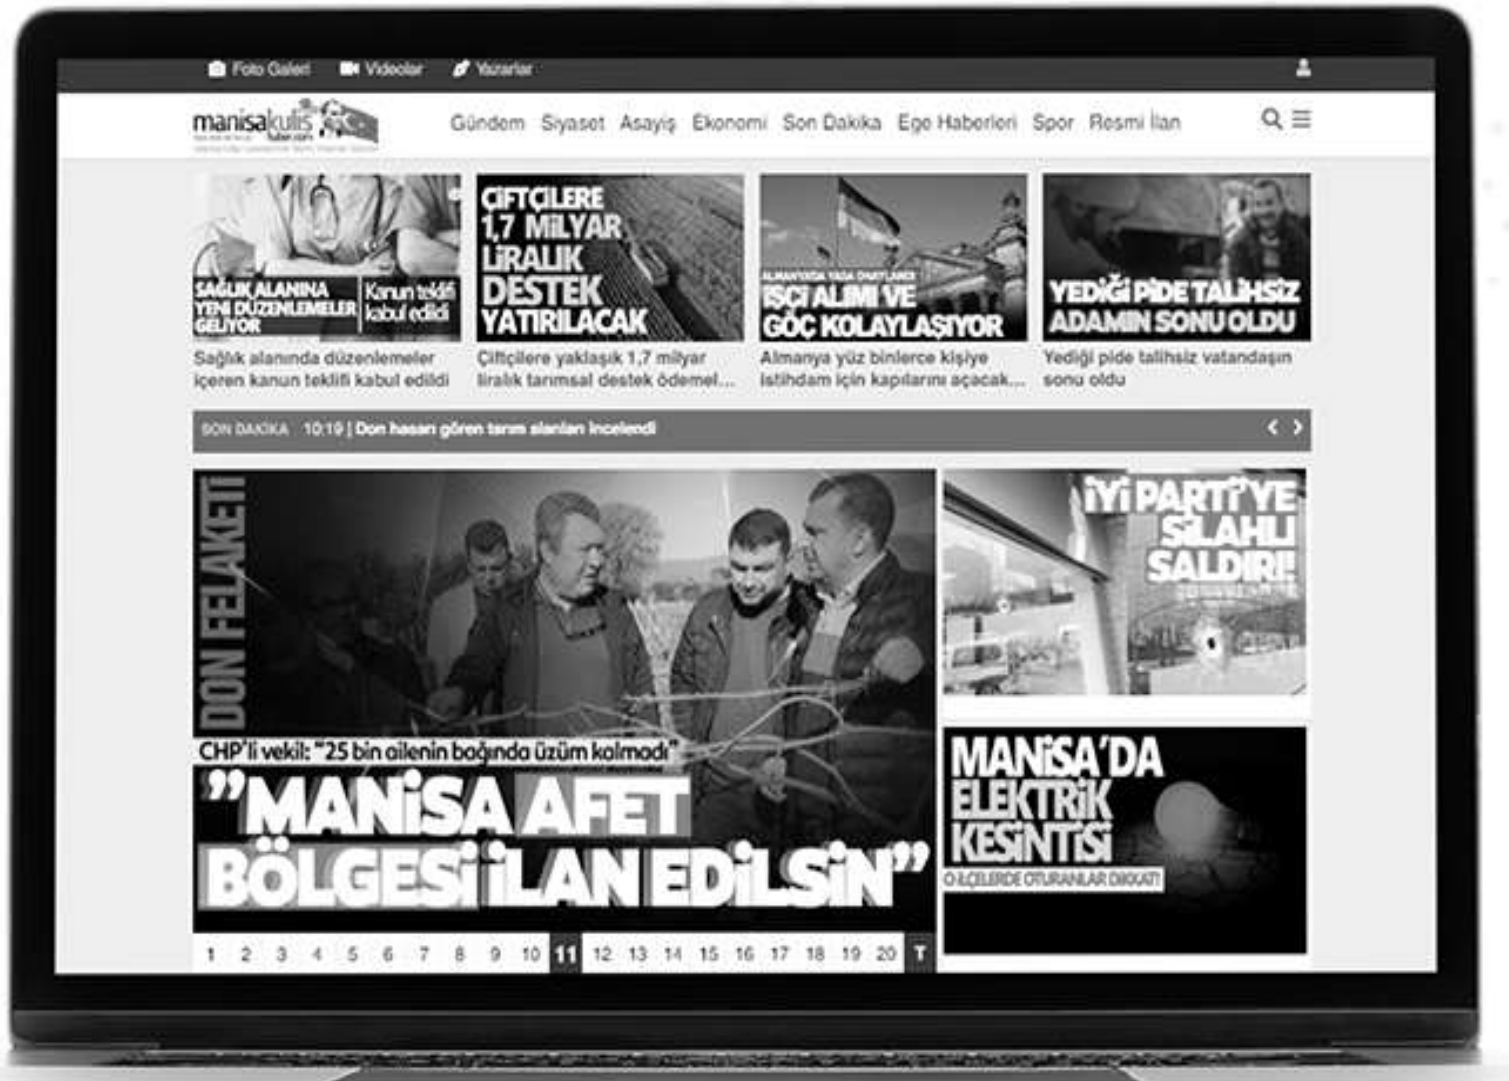 Foto Galeri Videolar Yazarlar
manisakulis
haber.com
Gündem Siyaset Asayiş Ekonomi Son Dakika Ege Haberleri Spor Resmi İlan
SAĞLIK ALANINA
YENİ DÜZENLEMELER
GELİYOR
Kanun teklifi
kabul edildi
Sağlık alanında düzenlemeler
içeren kanun teklifi kabul edildi
ÇİFTÇİLERE
1,7 MİLYAR
LİRALIK
DESTEK
YATIRILACAK
Çiftçilere yaklaşık 1,7 milyar
liralık tarımsal destek ödemel...
ALMANYA'DA YASA ONAYLANDI
İŞÇİ ALIMI VE
GÖÇ KOLAYLAŞIYOR
Almanya yüz binlerce kişiye
istihdam için kapılarını açacak...
YEDİĞİ PİDE TALİHSİZ
ADAMIN SONU OLDU
Yediği pide talihsiz vatandaşın
sonu oldu
SON DAKİKA 10:19 | Don hasarı gören tarım alanları incelendi
DON FELAKETİ
CHP'li vekil: "25 bin ailenin bağında üzüm kalmadı"
"MANİSA AFET
BÖLGESİ İLAN EDİLSİN"
1 2 3 4 5 6 7 8 9 10 11 12 13 14 15 16 17 18 19 20 T
İYİ PARTİ'YE
SİLAHLI
SALDIRI!
MANİSA'DA
ELEKTRİK
KESİNTİSİ
O İLÇELERDE OTURANLAR DİKKAT!